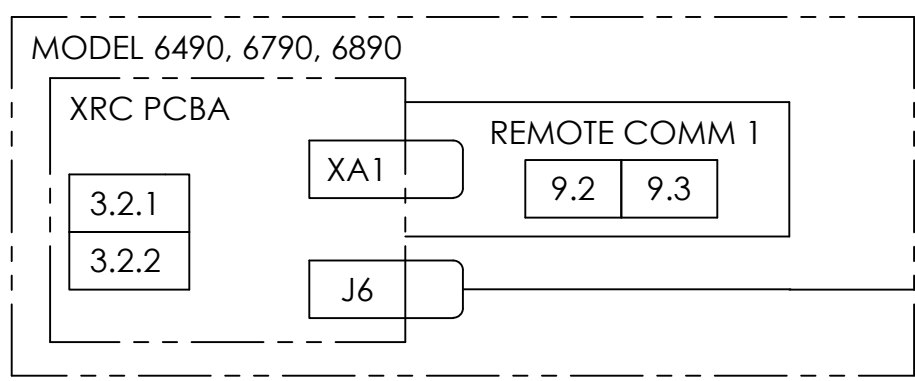 MODEL 6490, 6790, 6890
XRC PCBA
REMOTE COMM 1
XA1
9.2 9.3
3.2.1
3.2.2
J6